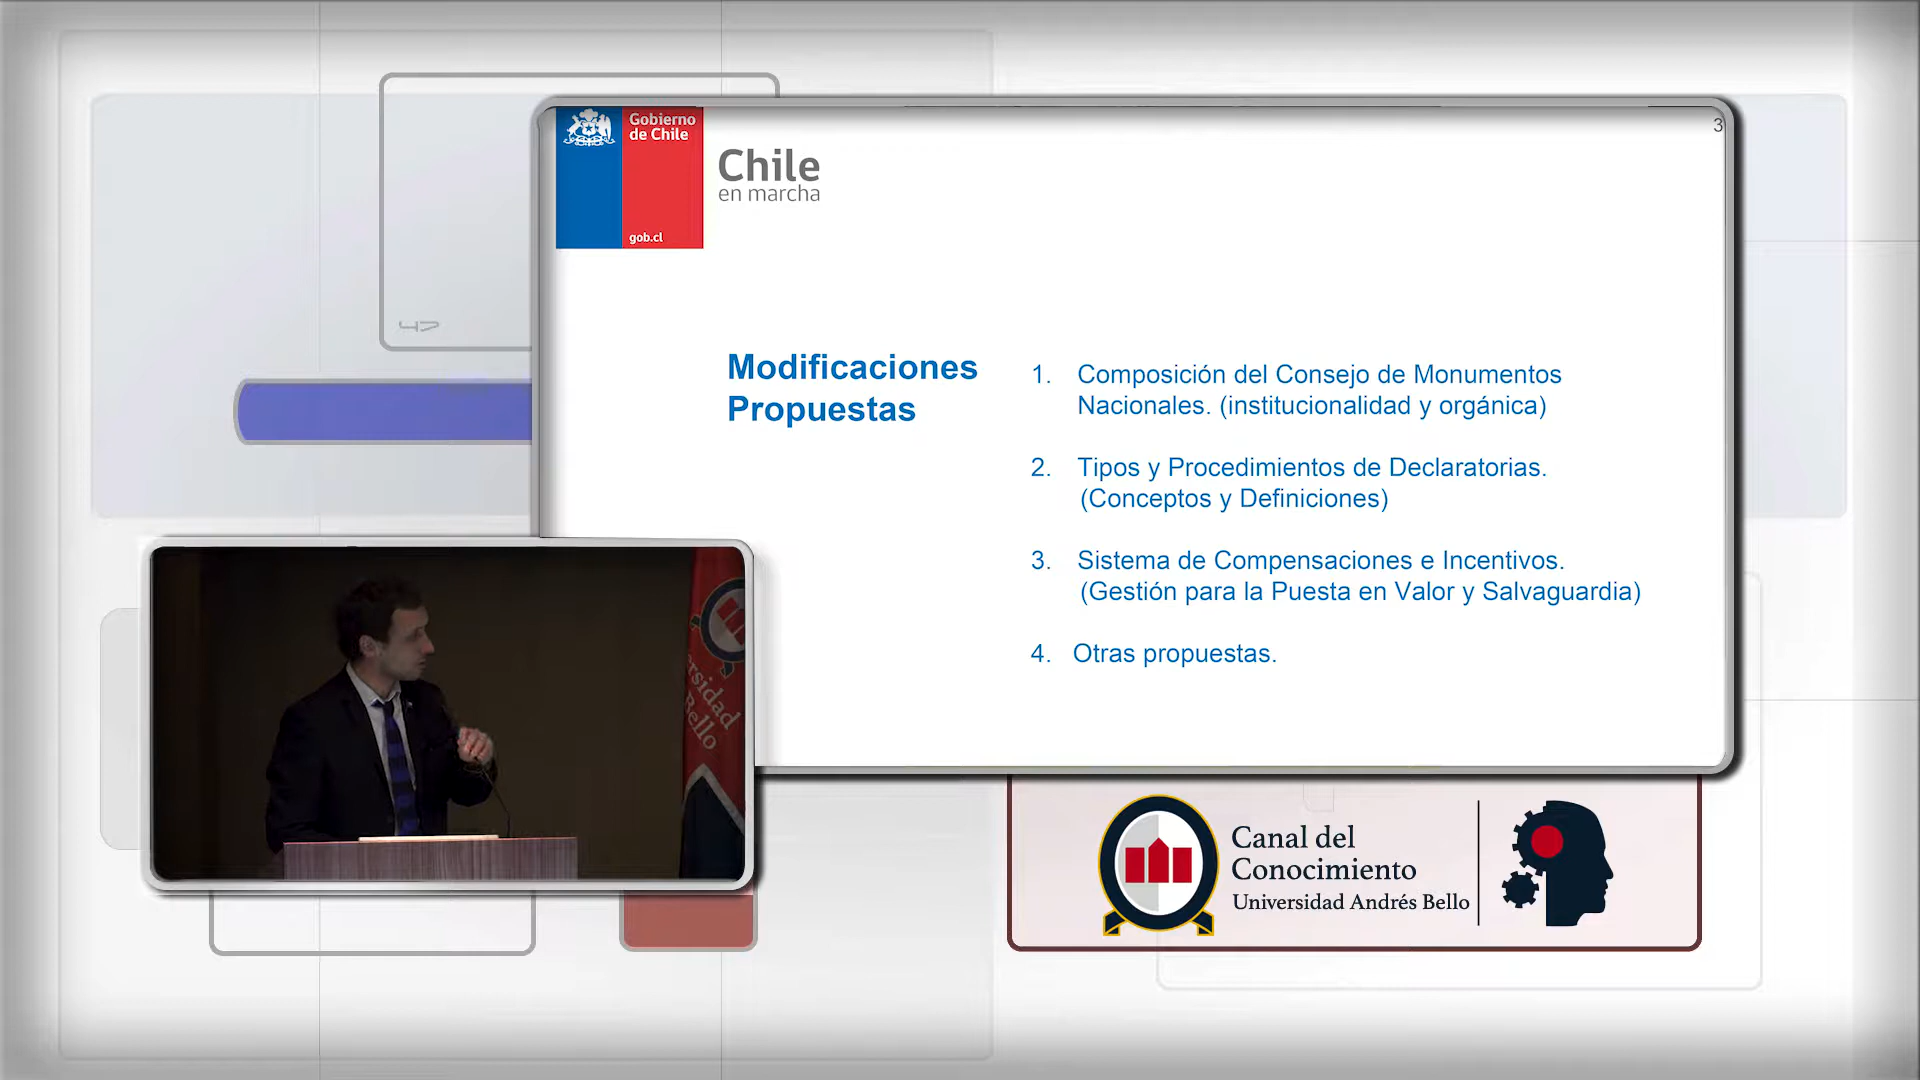 Gobierno
de Chile
gob.cl
Chile
en marcha
3
Modificaciones
Propuestas
1. Composición del Consejo de Monumentos
Nacionales. (institucionalidad y orgánica)
2. Tipos y Procedimientos de Declaratorias.
(Conceptos y Definiciones)
3. Sistema de Compensaciones e Incentivos.
(Gestión para la Puesta en Valor y Salvaguardia)
4. Otras propuestas.
Bello
Canal del
Conocimiento
Universidad Andrés Bello